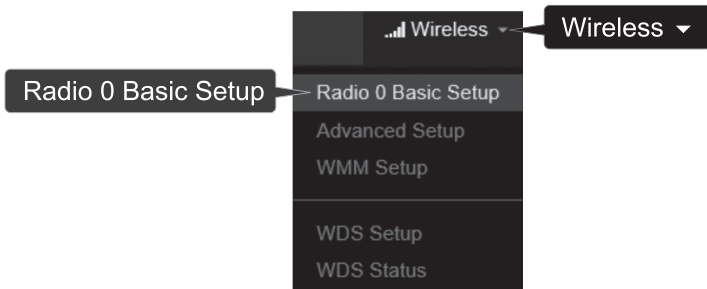 Wireless
Wireless
Radio 0 Basic Setup
Radio 0 Basic Setup
Advanced Setup
WMM Setup
WDS Setup
WDS Status